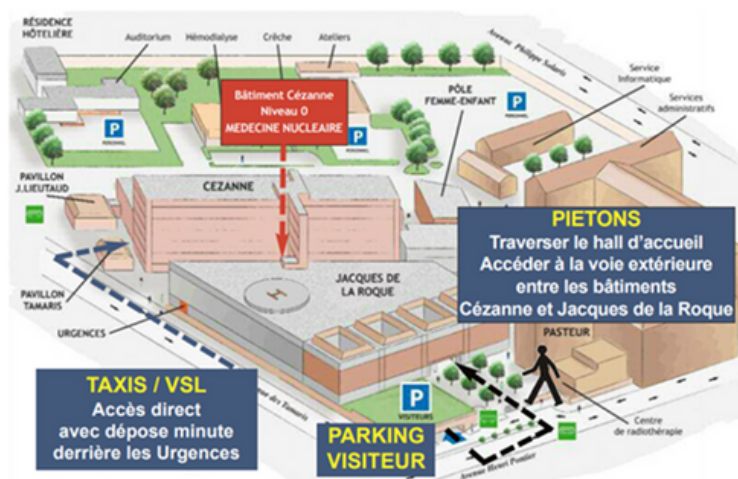 RÉSIDENCE
HÔTELIÈRE
Auditorium
Hémodialyse
Crèche
Ateliers
Avenue Philippe Solaris
Bâtiment Cézanne
Niveau 0
MEDECINE NUCLEAIRE
P
PERSONNEL
P
PERSONNEL
PÔLE
FEMME-ENFANT
Service
Informatique
Services
administratifs
P
PERSONNEL
PAVILLON
J.LIEUTAUD
CEZANNE
PIETONS
Traverser le hall d'accueil
Accéder à la voie extérieure
entre les bâtiments
Cézanne et Jacques de la Roque
JACQUES DE
LA ROQUE
H
PAVILLON
TAMARIS
URGENCES
PASTEUR
TAXIS / VSL
Accès direct
avec dépose minute
derrière les Urgences
des Tamaris
P
VISITEURS
PARKING
VISITEUR
Centre
de radiothérapie
Avenue Henri Pontier